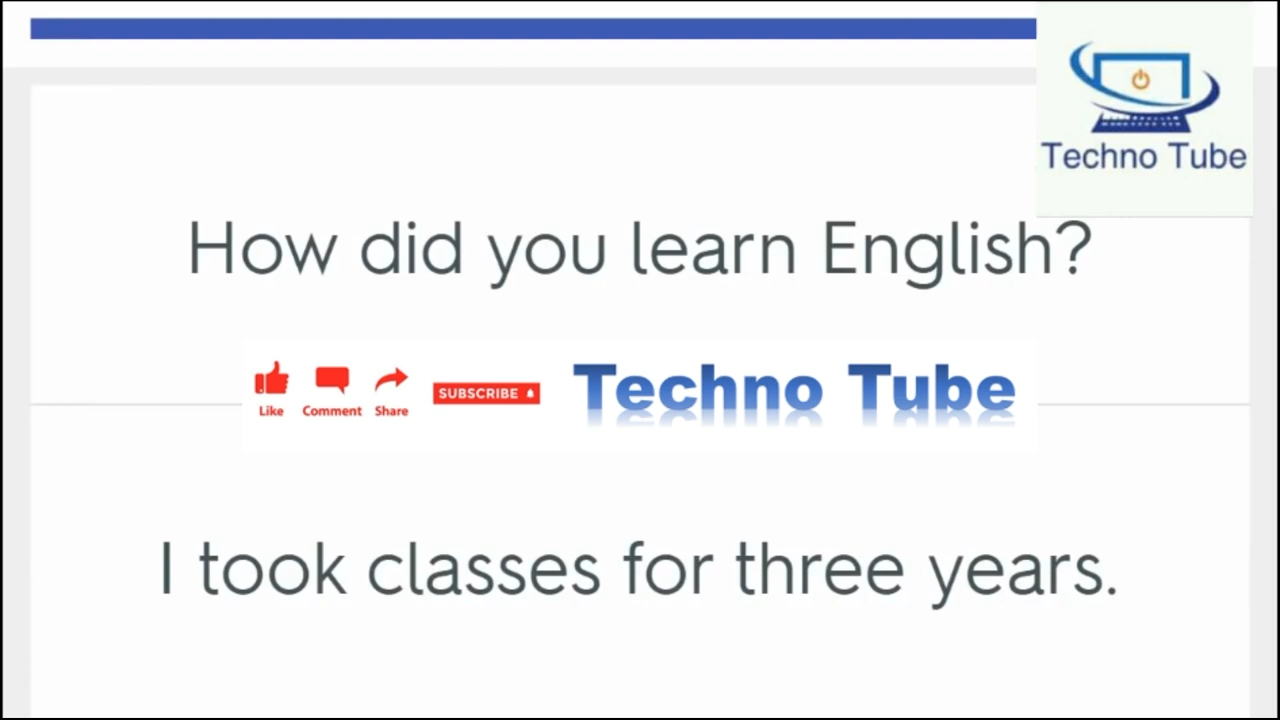 Techno Tube
How did you learn English?
Like Comment Share SUBSCRIBE Techno Tube
I took classes for three years.